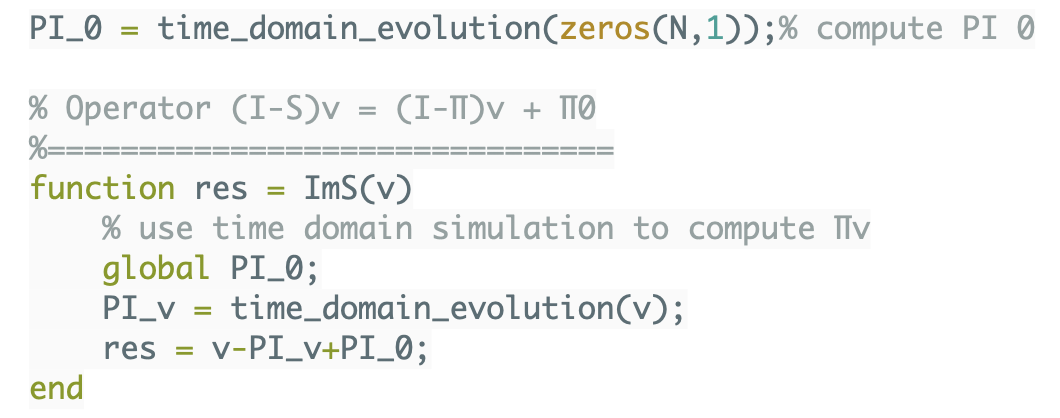 PI_0 = time_domain_evolution(zeros(N,1));% compute PI 0
% Operator (I-S)v = (I-Π)v + Π0
%===============================
function res = ImS(v)
% use time domain simulation to compute Πv
global PI_0;
PI_v = time_domain_evolution(v);
res = v-PI_v+PI_0;
end